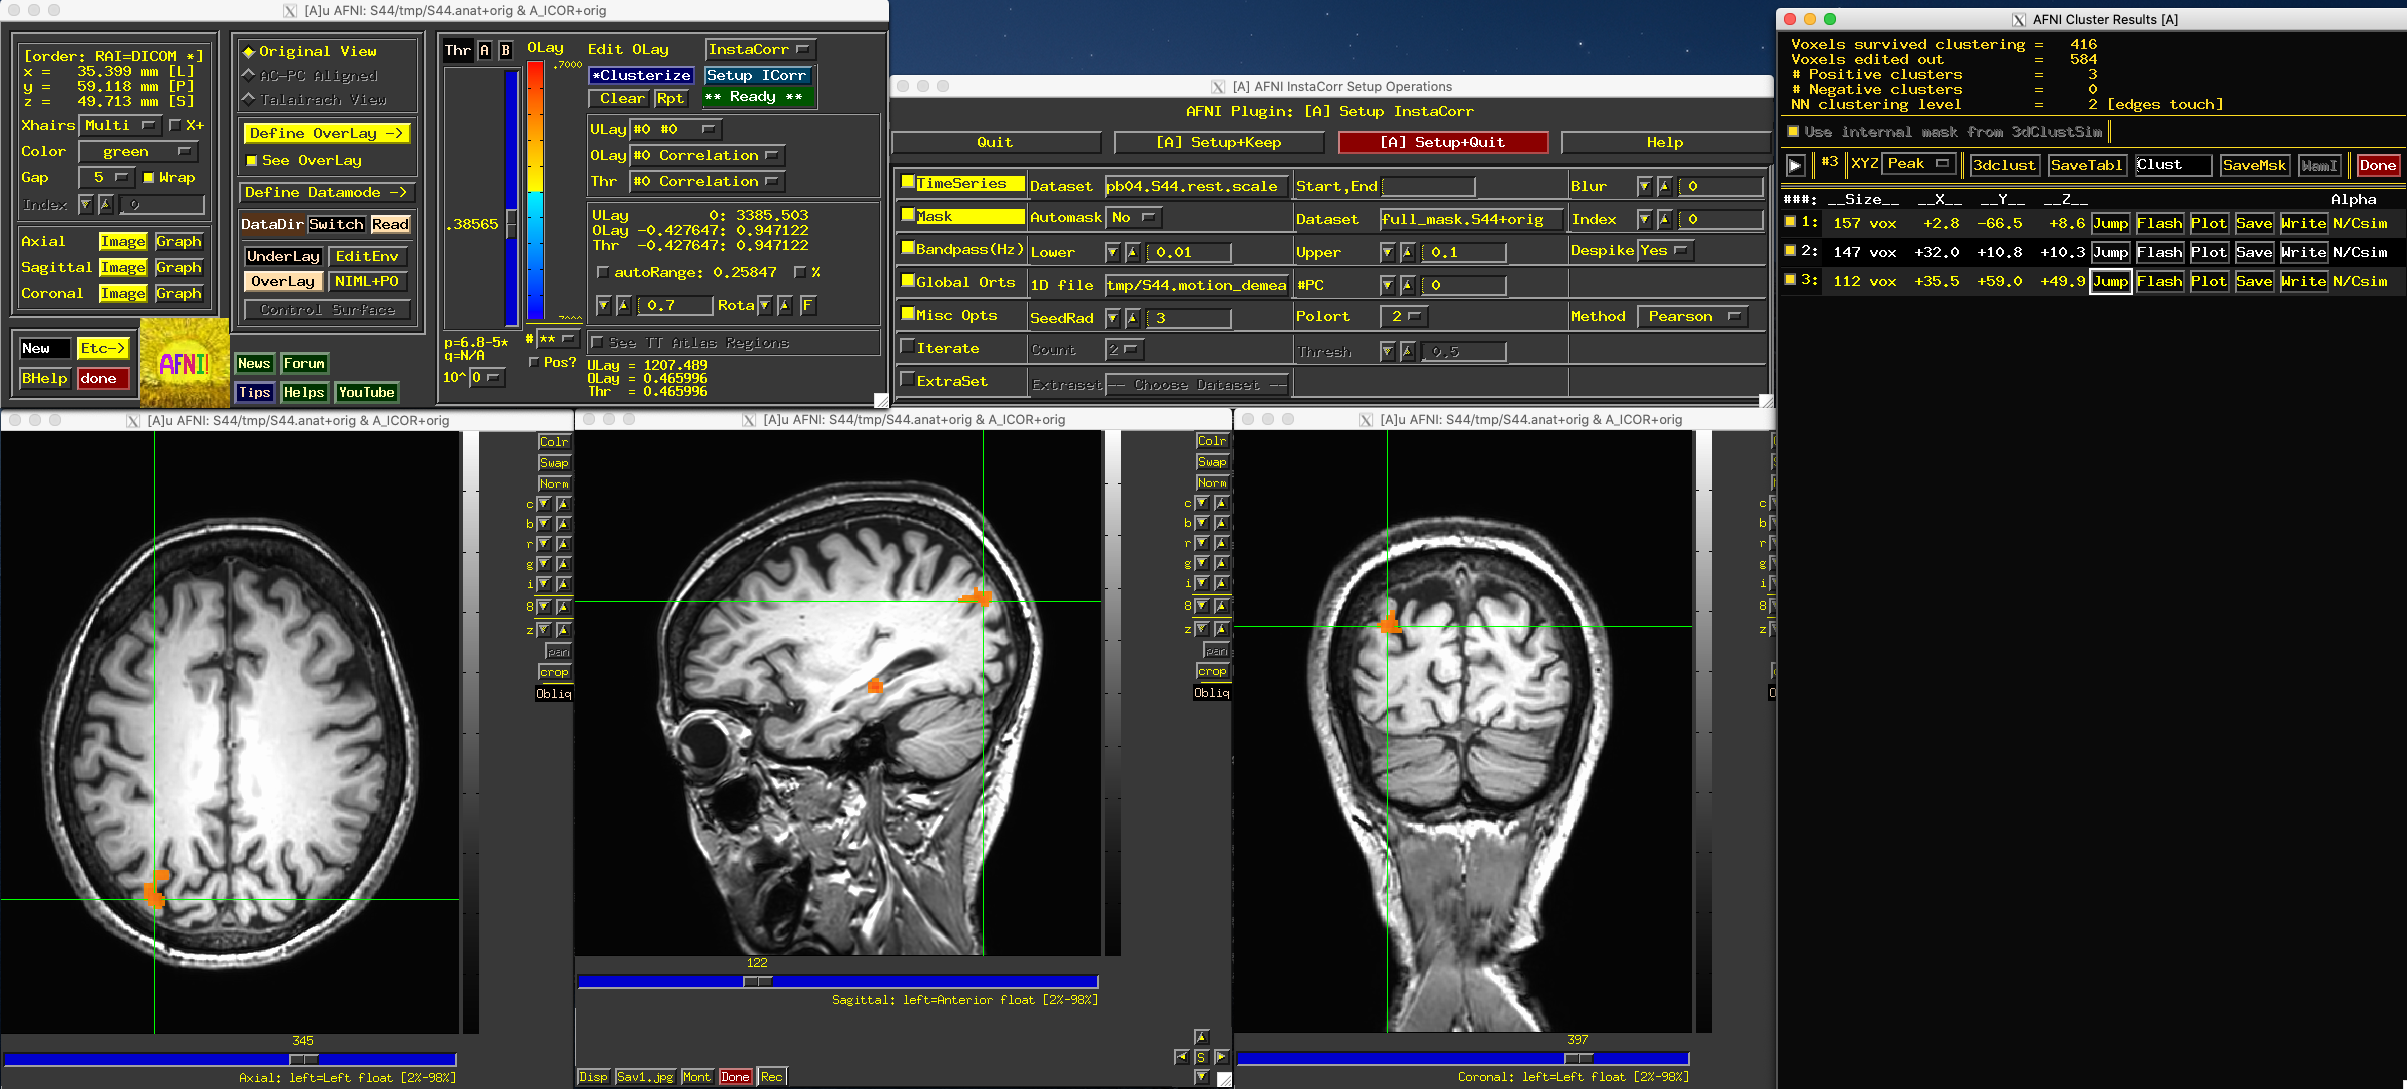 [A]u AFNI: S44/tmp/S44.anat+orig & A_ICOR+orig
[order: RAI=DICOM *]
x = 35.399 mm [L]
y = 59.118 mm [P]
z = 49.713 mm [S]
Xhairs Multi X+
Color green
Gap 5 Wrap
Index 0
Axial Image Graph
Sagittal Image Graph
Coronal Image Graph
New Etc->
BHelp done
AFNI!
Original View
AC-PC Aligned
Talairach View
Define OverLay ->
See OverLay
Define Datamode ->
DataDir Switch Read
UnderLay EditEnv
OverLay NIML+PO
Control Surface
News Forum
Tips Helps YouTube
Thr A B OLay
.7000
.38565
-.7000
p=6.8-5*
q=N/A
10^ 0
# **
Pos?
Edit OLay InstaCorr
*Clusterize Setup ICorr
Clear Rpt ** Ready **
ULay #0 #0
OLay #0 Correlation
Thr #0 Correlation
ULay 0: 3385.503
OLay -0.427647: 0.947122
Thr -0.427647: 0.947122
autoRange: 0.25847 %
0.7 Rota F
See TT Atlas Regions
ULay = 1207.489
OLay = 0.465996
Thr = 0.465996
[A] AFNI InstaCorr Setup Operations
AFNI Plugin: [A] Setup InstaCorr
Quit [A] Setup+Keep [A] Setup+Quit Help
TimeSeries Dataset pb04.S44.rest.scale Start,End Blur 0
Mask Automask No Dataset full_mask.S44+orig Index 0
Bandpass(Hz) Lower 0.01 Upper 0.1 Despike Yes
Global Orts 1D file tmp/S44.motion_demea #PC 0
Misc Opts SeedRad 3 Polort 2 Method Pearson
Iterate Count 2 Thresh 0.5
ExtraSet Extraset -- Choose Dataset --
AFNI Cluster Results [A]
Voxels survived clustering = 416
Voxels edited out = 584
# Positive clusters = 3
# Negative clusters = 0
NN clustering level = 2 [edges touch]
Use internal mask from 3dClustSim
#3 XYZ Peak 3dclust SaveTabl Clust SaveMsk WamI Done
###: __Size__ __X__ __Y__ __Z__ Alpha
1: 157 vox +2.8 -66.5 +8.6 Jump Flash Plot Save Write N/Csim
2: 147 vox +32.0 +10.8 +10.3 Jump Flash Plot Save Write N/Csim
3: 112 vox +35.5 +59.0 +49.9 Jump Flash Plot Save Write N/Csim
[A]u AFNI: S44/tmp/S44.anat+orig & A_ICOR+orig
Colr
Swap
Norm
c
b
r
g
i
8
z
pan
crop
Obliq
345
Axial: left=Left float [2%-98%]
[A]u AFNI: S44/tmp/S44.anat+orig & A_ICOR+orig
Colr
Swap
Norm
c
b
r
g
i
8
z
pan
crop
Obliq
122
Sagittal: left=Anterior float [2%-98%]
S
Disp Sav1.jpg Mont Done Rec
[A]u AFNI: S44/tmp/S44.anat+orig & A_ICOR+orig
c
b
r
g
i
8
z
397
Coronal: left=Left float [2%-98%]